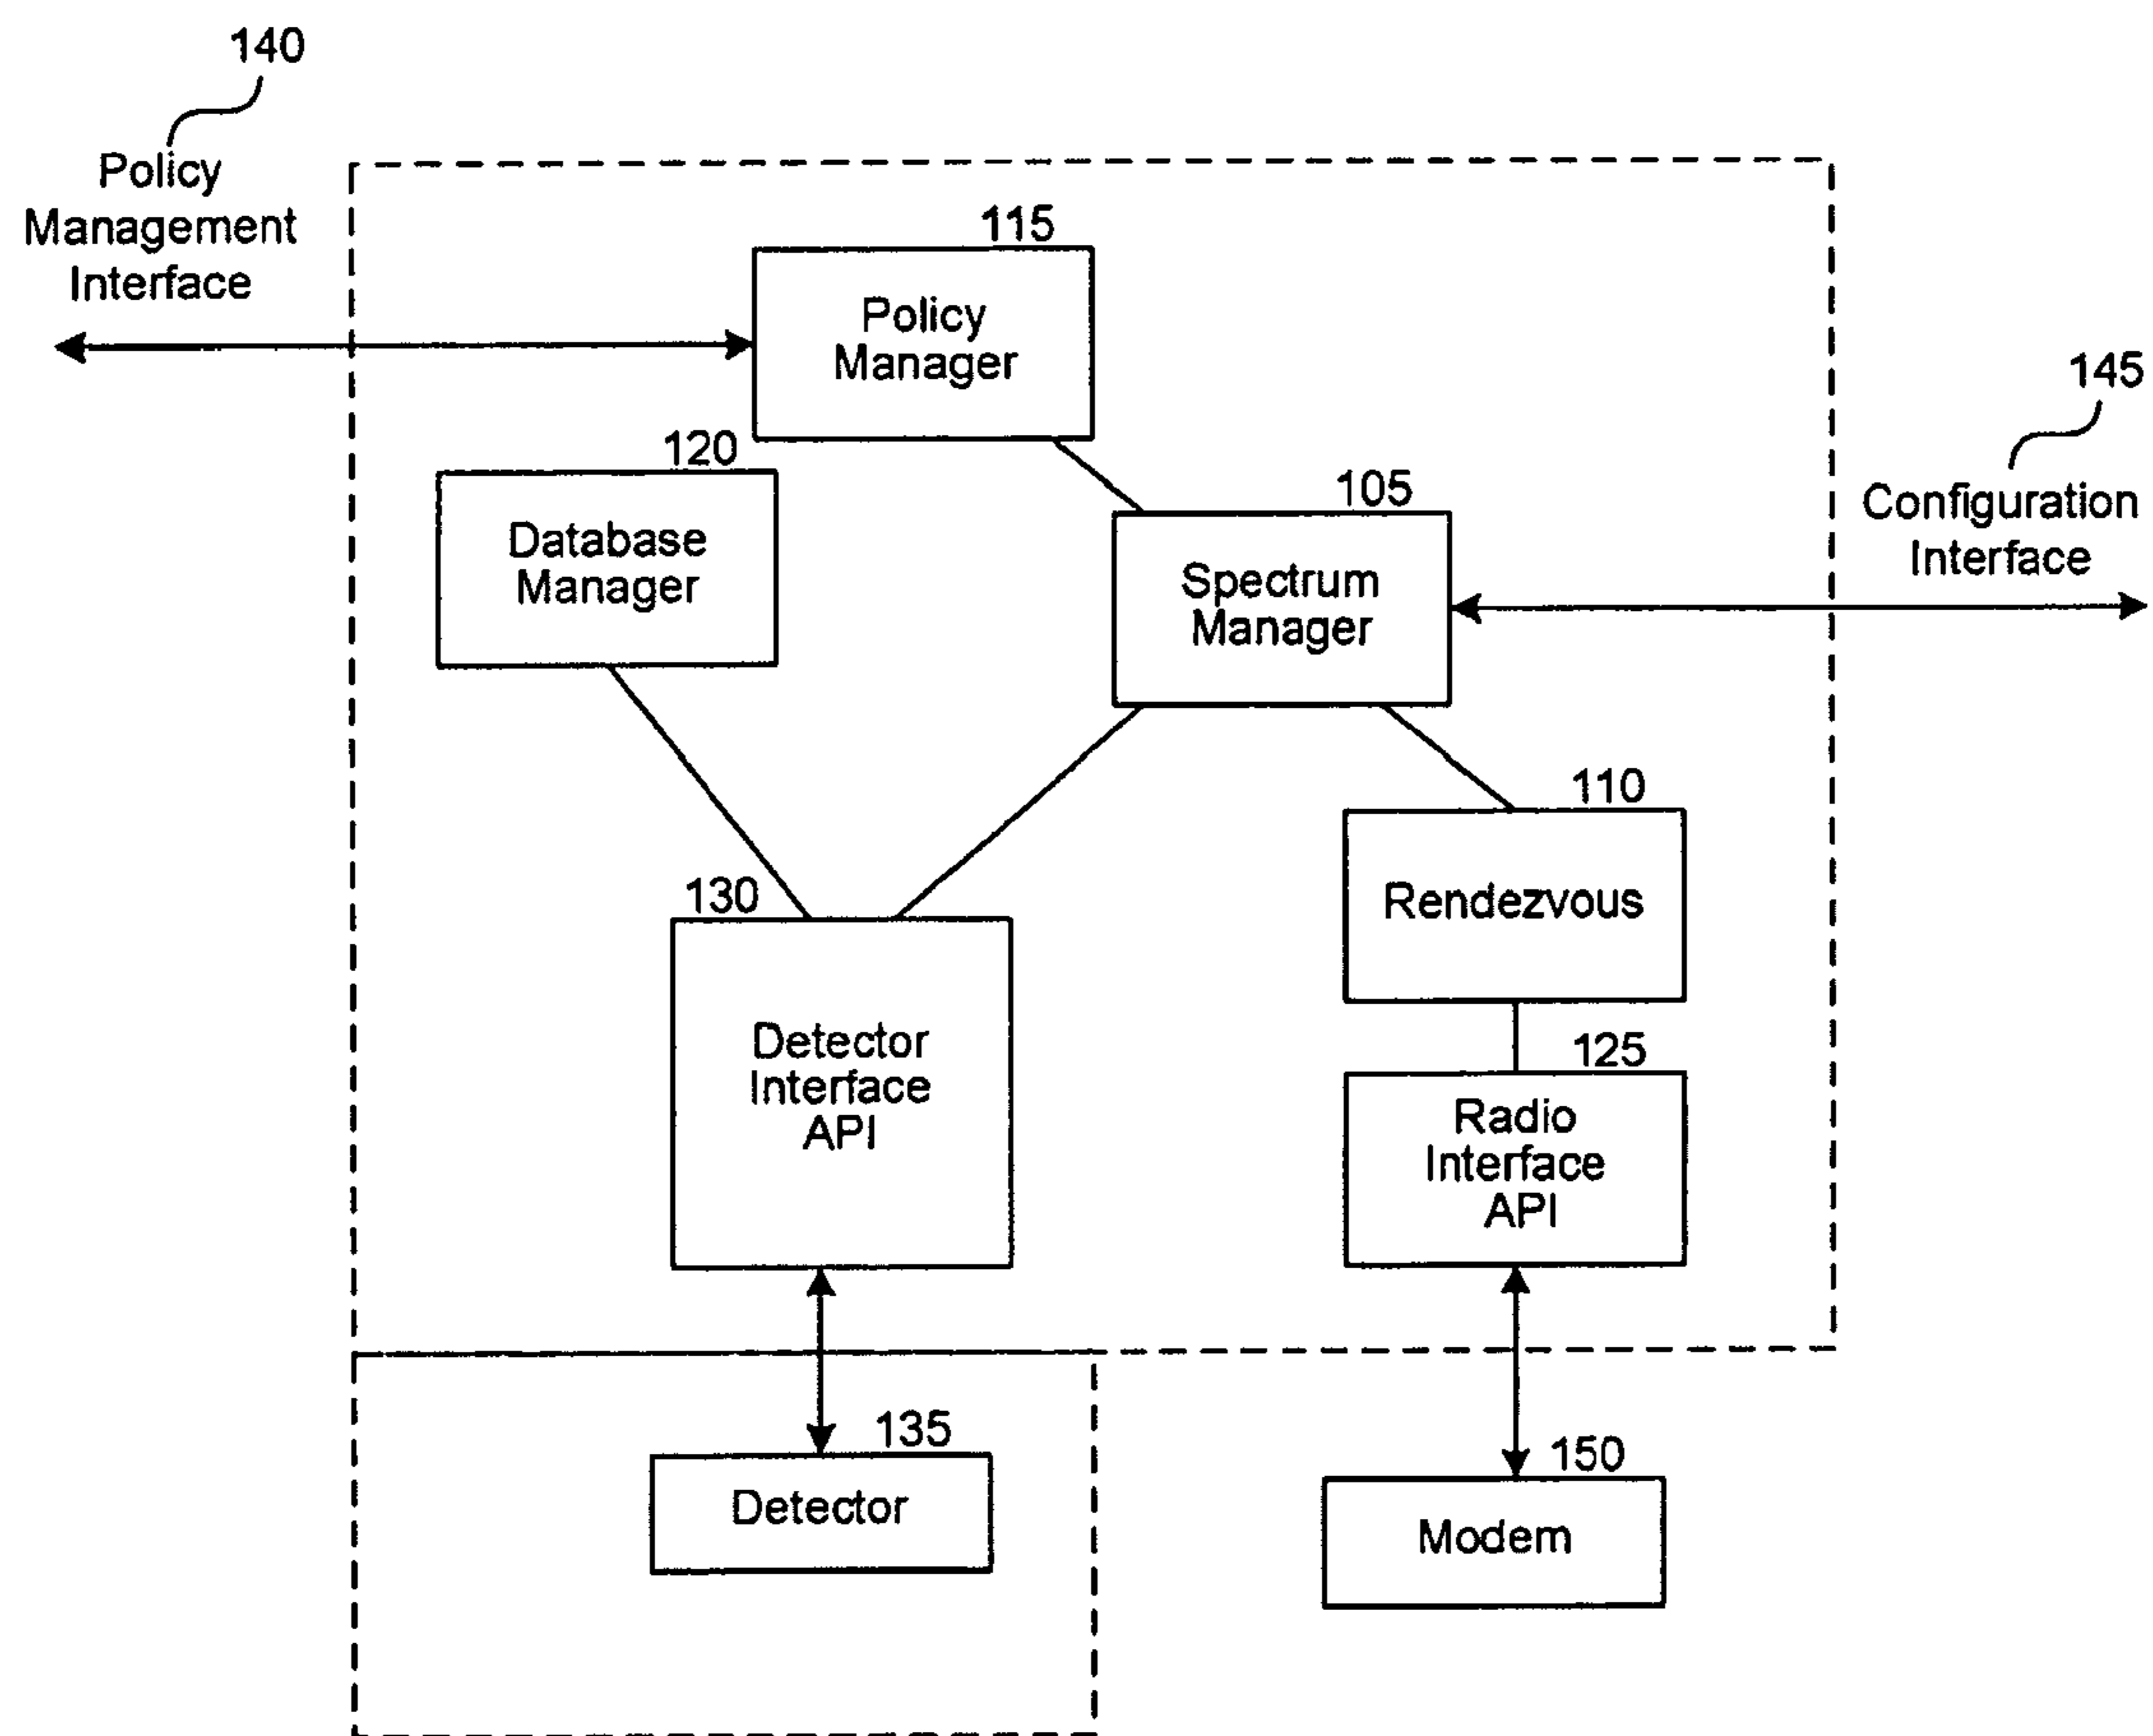 140
Policy
Management
Interface
115
Policy
Manager
145
Configuration
Interface
120
Database
Manager
105
Spectrum
Manager
110
Rendezvous
130
Detector
Interface
API
125
Radio
Interface
API
135
Detector
150
Modem